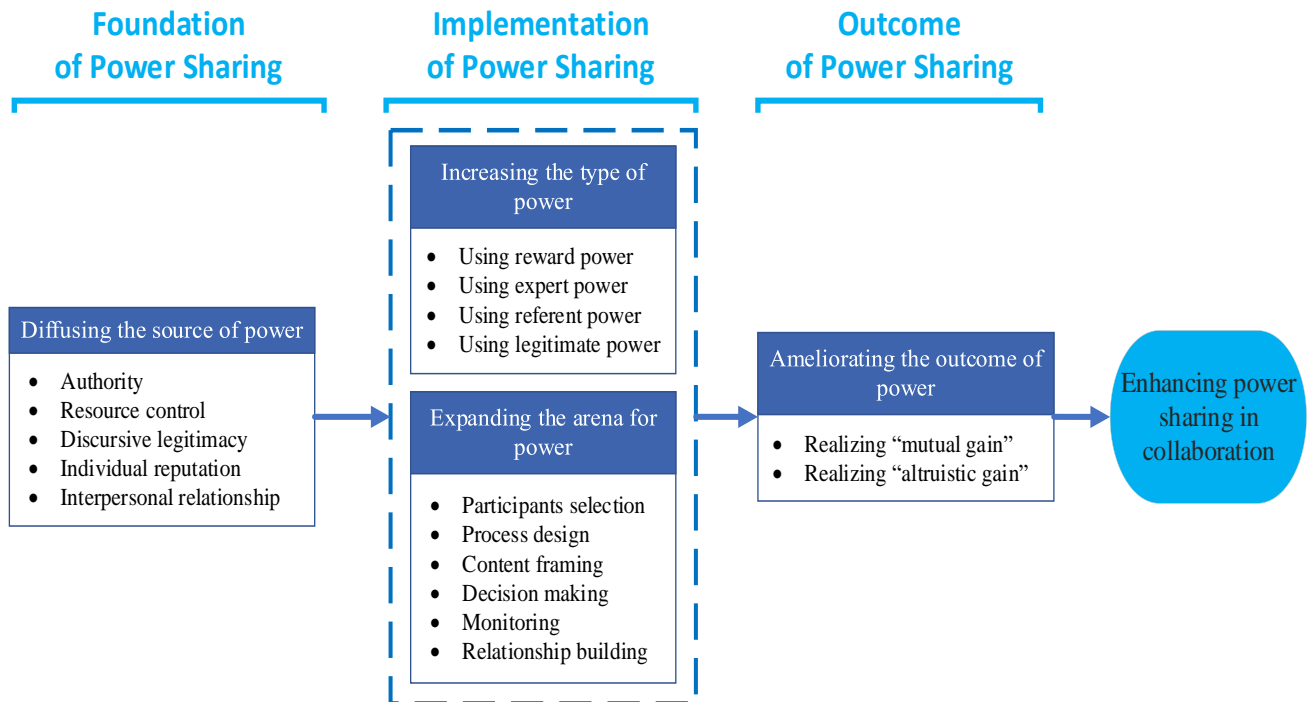 Foundation
of Power Sharing
Implementation
of Power Sharing
Outcome
of Power Sharing
Diffusing the source of power
• Authority
• Resource control
• Discursive legitimacy
• Individual reputation
• Interpersonal relationship
Increasing the type of
power
• Using reward power
• Using expert power
• Using referent power
• Using legitimate power
Expanding the arena for
power
• Participants selection
• Process design
• Content framing
• Decision making
• Monitoring
• Relationship building
Ameliorating the outcome of
power
• Realizing “mutual gain”
• Realizing “altruistic gain”
Enhancing power
sharing in
collaboration